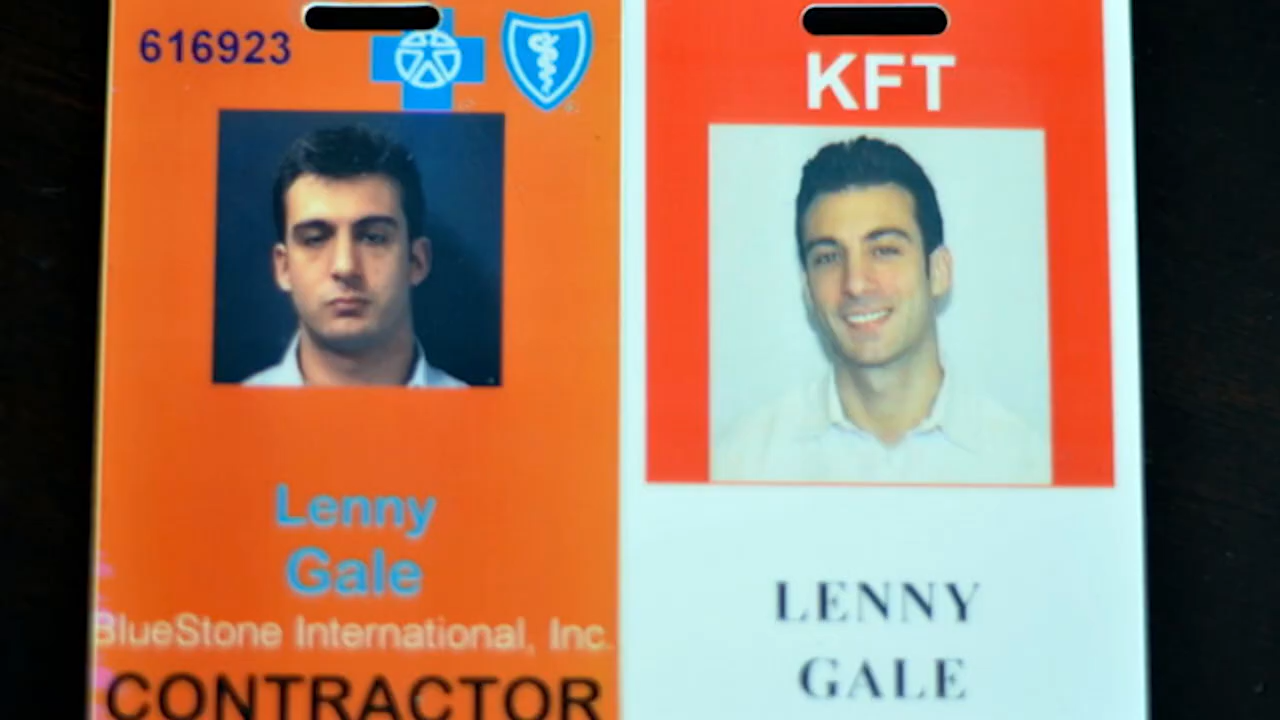 616923
Lenny
Gale
BlueStone International, Inc.
CONTRACTOR
KFT
LENNY
GALE